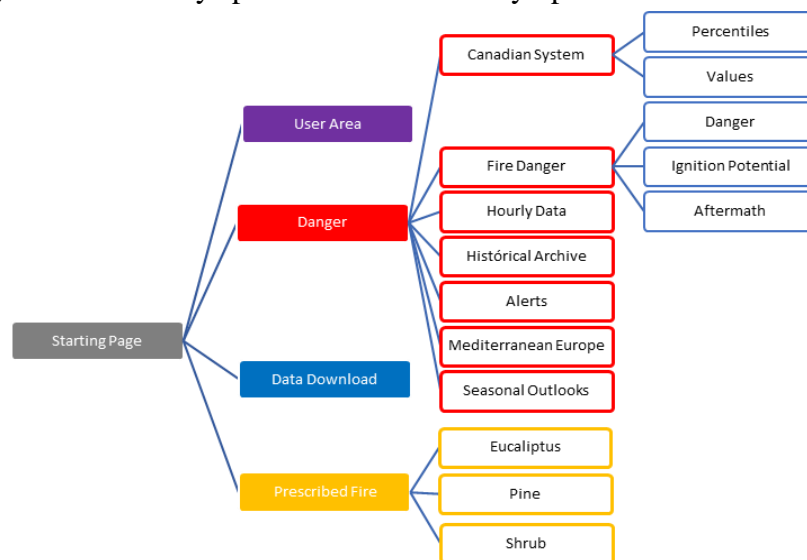 Starting Page
User Area
Danger
Data Download
Prescribed Fire
Canadian System
Fire Danger
Hourly Data
Histórical Archive
Alerts
Mediterranean Europe
Seasonal Outlooks
Eucaliptus
Pine
Shrub
Percentiles
Values
Danger
Ignition Potential
Aftermath